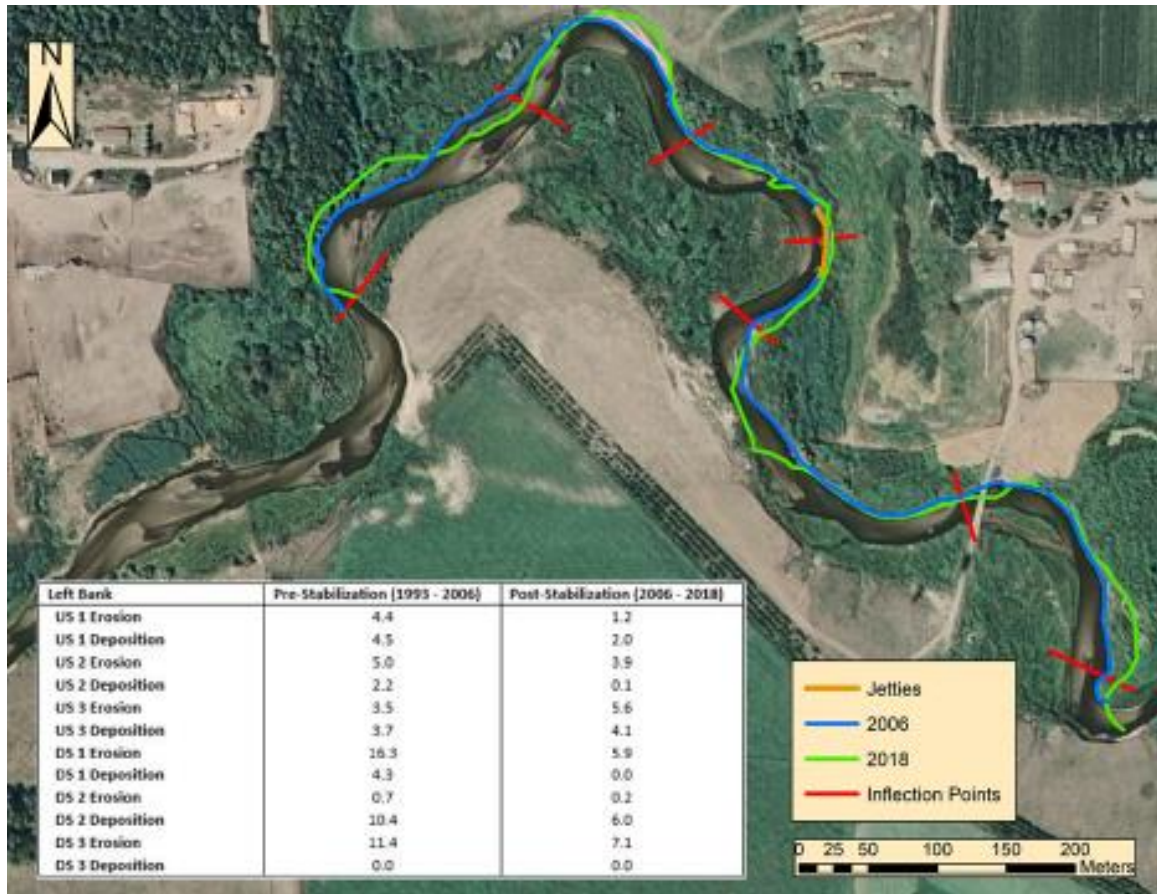 N
Left Bank Pre-Stabilization (1993 - 2006) Post-Stabilization (2006 - 2018)
US 1 Erosion 4.4 1.2
US 1 Deposition 4.5 2.0
US 2 Erosion 5.0 3.9
US 2 Deposition 2.2 0.1
US 3 Erosion 3.5 5.6
US 3 Deposition 3.7 4.1
DS 1 Erosion 16.3 5.9
DS 1 Deposition 4.3 0.0
DS 2 Erosion 0.7 0.2
DS 2 Deposition 10.4 6.0
DS 3 Erosion 11.4 7.1
DS 3 Deposition 0.0 0.0
Jetties
2006
2018
Inflection Points
0 25 50 100 150 200
Meters